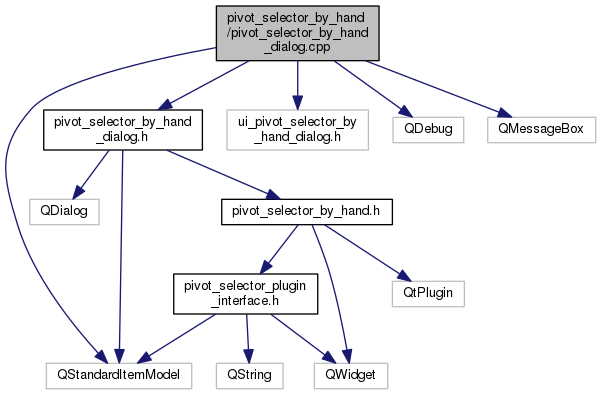 pivot_selector_by_hand
/pivot_selector_by_hand
_dialog.cpp
pivot_selector_by_hand
_dialog.h
ui_pivot_selector_by
_hand_dialog.h
QDebug
QMessageBox
QDialog
pivot_selector_by_hand.h
pivot_selector_plugin
_interface.h
QtPlugin
QStandardItemModel
QString
QWidget